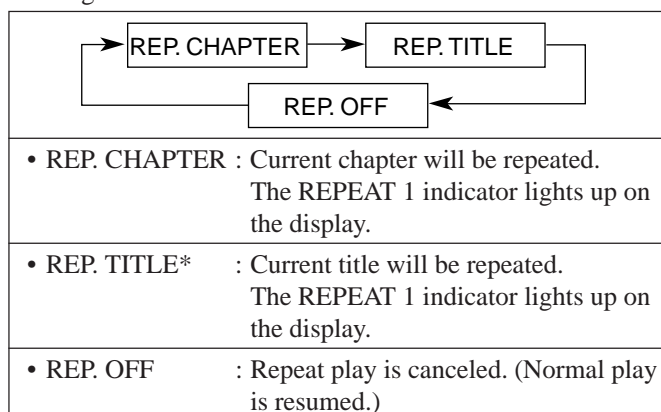 REP. CHAPTER
REP. TITLE
REP. OFF
• REP. CHAPTER : Current chapter will be repeated.
The REPEAT 1 indicator lights up on
the display.
• REP. TITLE* : Current title will be repeated.
The REPEAT 1 indicator lights up on
the display.
• REP. OFF : Repeat play is canceled. (Normal play
is resumed.)